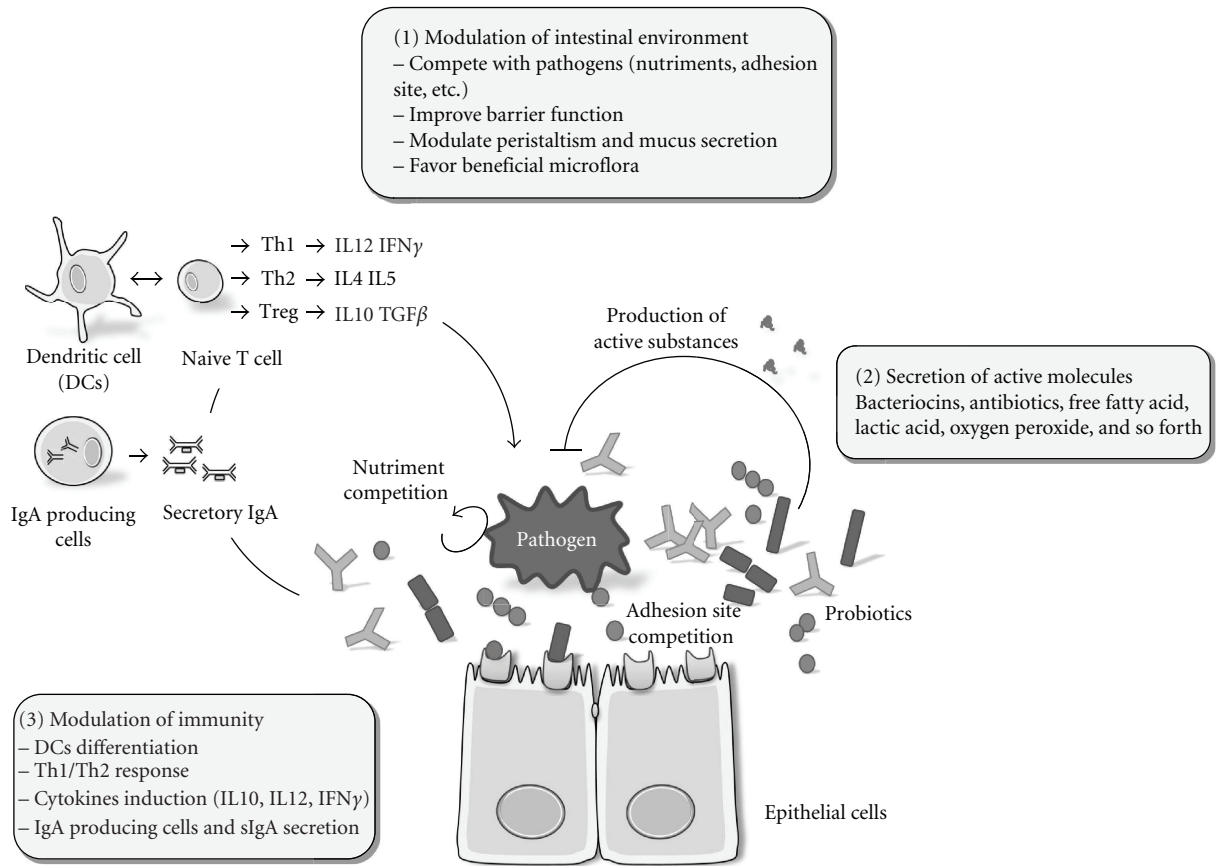 (1) Modulation of intestinal environment
– Compete with pathogens (nutriments, adhesion
site, etc.)
– Improve barrier function
– Modulate peristaltism and mucus secretion
– Favor beneficial microflora
Th1
IL12 IFNγ
Th2
IL4 IL5
Treg
IL10 TGFβ
Dendritic cell
(DCs)
Naive T cell
Production of
active substances
(2) Secretion of active molecules
Bacteriocins, antibiotics, free fatty acid,
lactic acid, oxygen peroxide, and so forth
IgA producing
cells
Secretory IgA
Nutriment
competition
Pathogen
Adhesion site
competition
Probiotics
(3) Modulation of immunity
– DCs differentiation
– Th1/Th2 response
– Cytokines induction (IL10, IL12, IFNγ)
– IgA producing cells and sIgA secretion
Epithelial cells